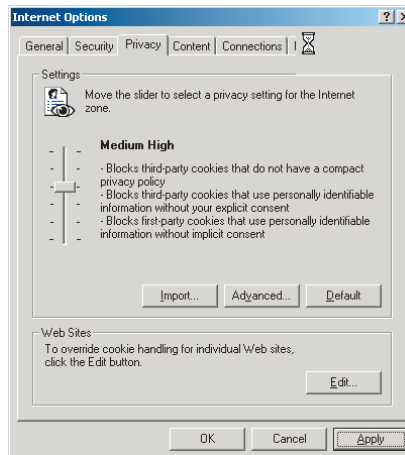 Internet Options
General Security Privacy Content Connections
Settings
Move the slider to select a privacy setting for the Internet
zone.
Medium High
- Blocks third-party cookies that do not have a compact
privacy policy
- Blocks third-party cookies that use personally identifiable
information without your explicit consent
- Blocks first-party cookies that use personally identifiable
information without implicit consent
Import... Advanced... Default
Web Sites
To override cookie handling for individual Web sites,
click the Edit button.
Edit...
OK Cancel Apply